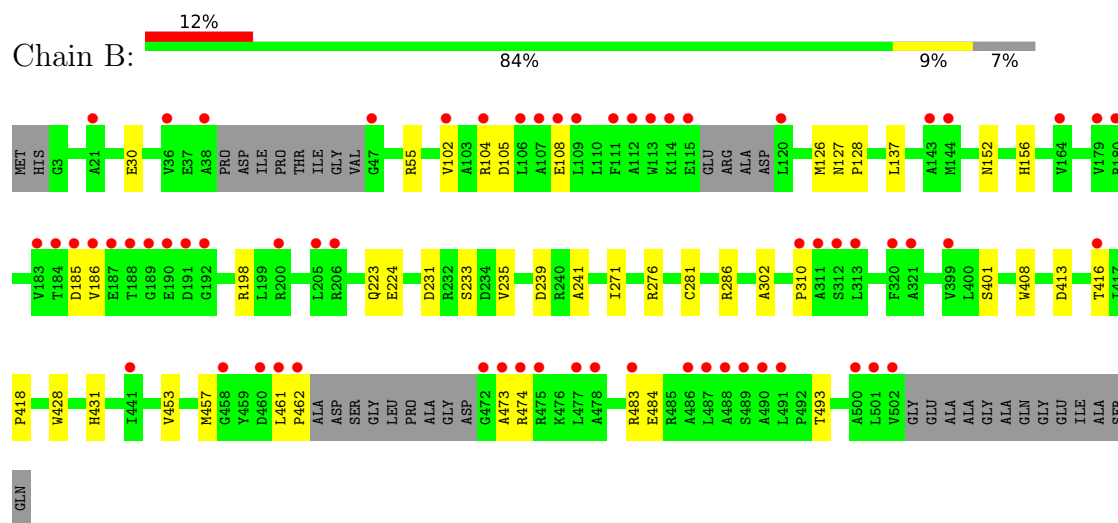 12%
Chain B:
84% 9% 7%
MET HIS G3 A21 E30 V36 E37 A38 PRO ASP ILE PRO THR ILE GLY VAL G47 R55 V102 A103 R104 D105 L106 A107 E108 L109 L110 F111 A112 W113 K114 E115 GLU ARG ALA ASP L120 M126 N127 P128 L137 A143 M144 N152 H156 V164 V179 R180
V183 T184 D185 V186 E187 T188 G189 E190 D191 G192 R198 L199 R200 L205 R206 Q223 E224 D231 R232 S233 D234 V235 D239 R240 A241 I271 R276 C281 R286 A302 P310 A311 S312 L313 F320 A321 V399 L400 S401 W408 D413 T416 I417
P418 W428 H431 I441 V453 M457 G458 Y459 D460 L461 P462 ALA ASP SER GLY LEU PRO ALA GLY ASP G472 A473 R474 R475 K476 L477 A478 R483 E484 R485 A486 L487 A488 S489 A490 L491 P492 T493 A500 L501 V502 GLY GLU ALA ALA GLY ALA GLN GLY GLU ILE ALA SER
GLN